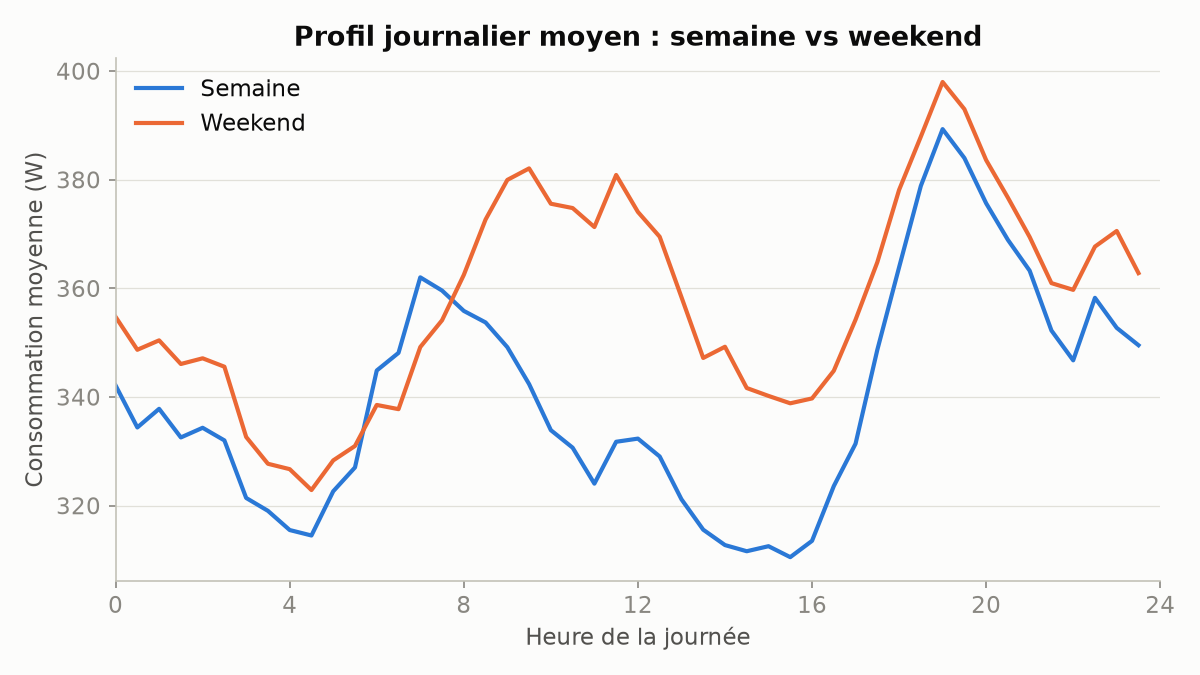 Profil journalier moyen : semaine vs weekend
Semaine
Weekend
Consommation moyenne (W)
400
380
360
340
320
0 4 8 12 16 20 24
Heure de la journée